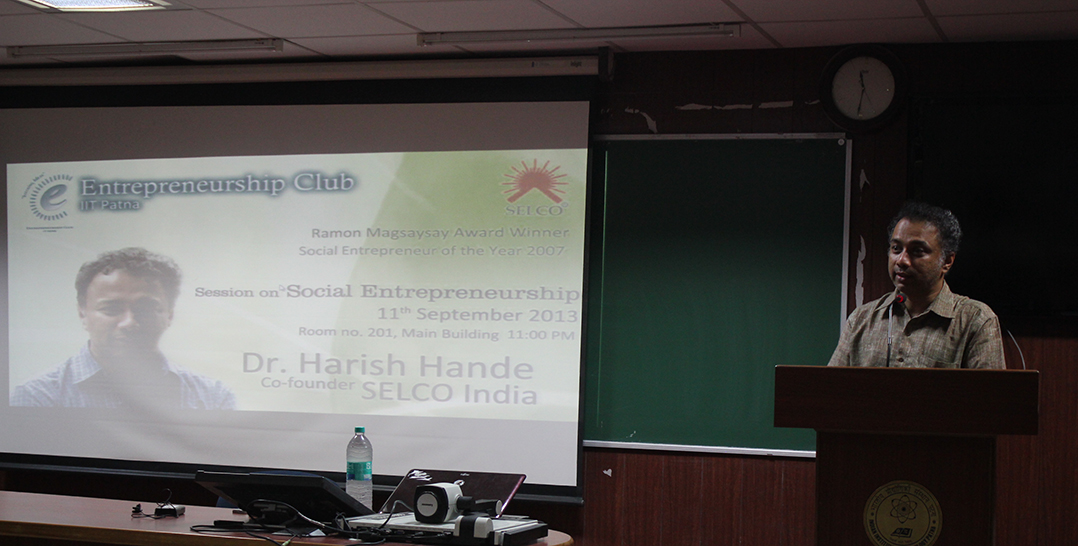 Entrepreneurship Club
IIT Patna
SELCO
Ramon Magsaysay Award Winner
Social Entrepreneur of the Year 2007
Session on "Social Entrepreneurship
11th September 2013
Room no. 201, Main Building 11:00 PM
Dr. Harish Hande
Co-founder SELCO India